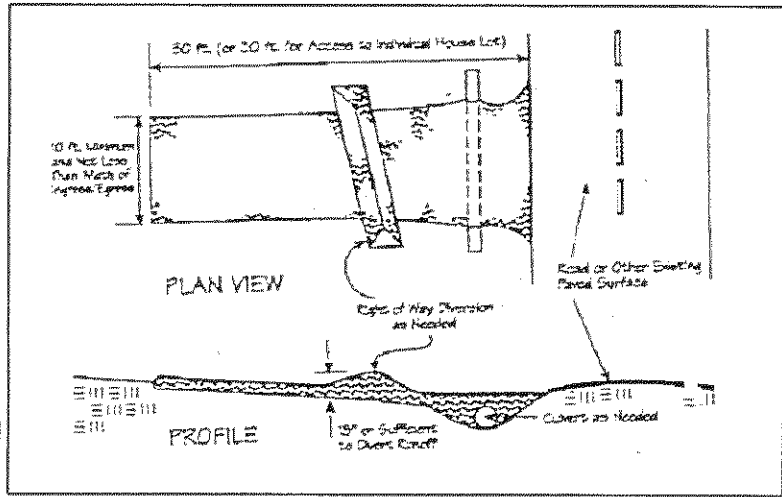 50 ft. (or 30 ft. for Access to Individual House Lot)
10 ft. Minimum
and Not Less
Than Width of
Ingress/Egress
PLAN VIEW
Right of Way Diversion
as Needed
Road or Other Existing
Paved Surface
PROFILE
18" or Sufficient
to Divert Runoff
Culvert as Needed